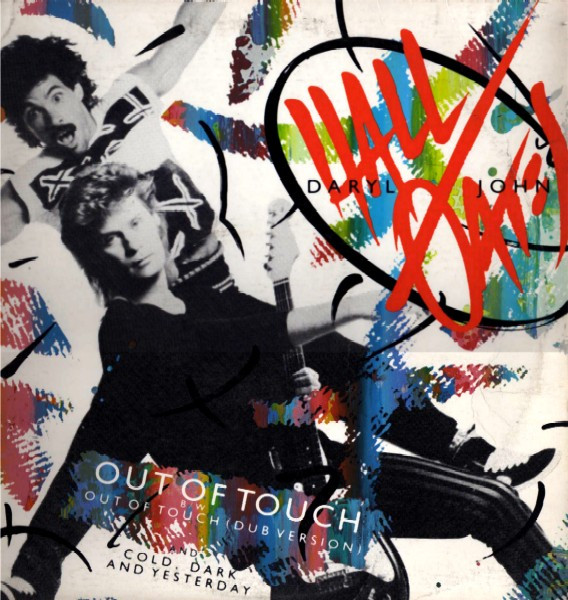 HALL
DARYL JOHN
OATES
OUT OF TOUCH
B/W
OUT OF TOUCH (DUB VERSION)
AND
COLD, DARK
AND YESTERDAY